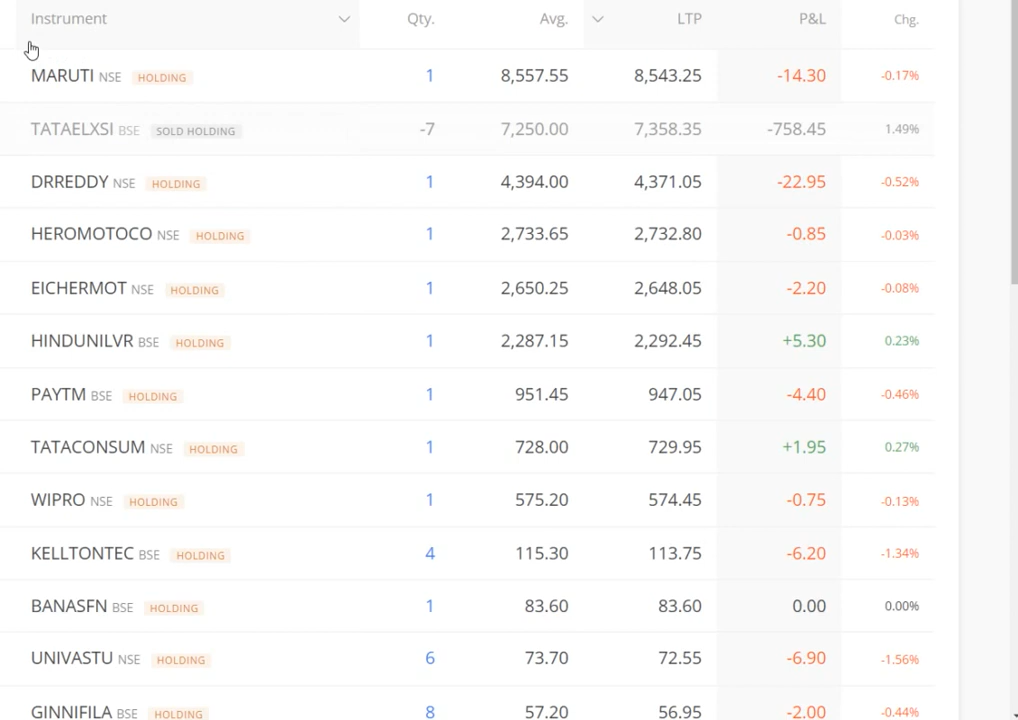 Instrument Qty. Avg. LTP P&L Chg.
MARUTI NSE HOLDING 1 8,557.55 8,543.25 -14.30 -0.17%
TATAELXSI BSE SOLD HOLDING -7 7,250.00 7,358.35 -758.45 1.49%
DRREDDY NSE HOLDING 1 4,394.00 4,371.05 -22.95 -0.52%
HEROMOTOCO NSE HOLDING 1 2,733.65 2,732.80 -0.85 -0.03%
EICHERMOT NSE HOLDING 1 2,650.25 2,648.05 -2.20 -0.08%
HINDUNILVR BSE HOLDING 1 2,287.15 2,292.45 +5.30 0.23%
PAYTM BSE HOLDING 1 951.45 947.05 -4.40 -0.46%
TATACONSUM NSE HOLDING 1 728.00 729.95 +1.95 0.27%
WIPRO NSE HOLDING 1 575.20 574.45 -0.75 -0.13%
KELLTONTEC BSE HOLDING 4 115.30 113.75 -6.20 -1.34%
BANASFN BSE HOLDING 1 83.60 83.60 0.00 0.00%
UNIVASTU NSE HOLDING 6 73.70 72.55 -6.90 -1.56%
GINNIFILA BSE HOLDING 8 57.20 56.95 -2.00 -0.44%